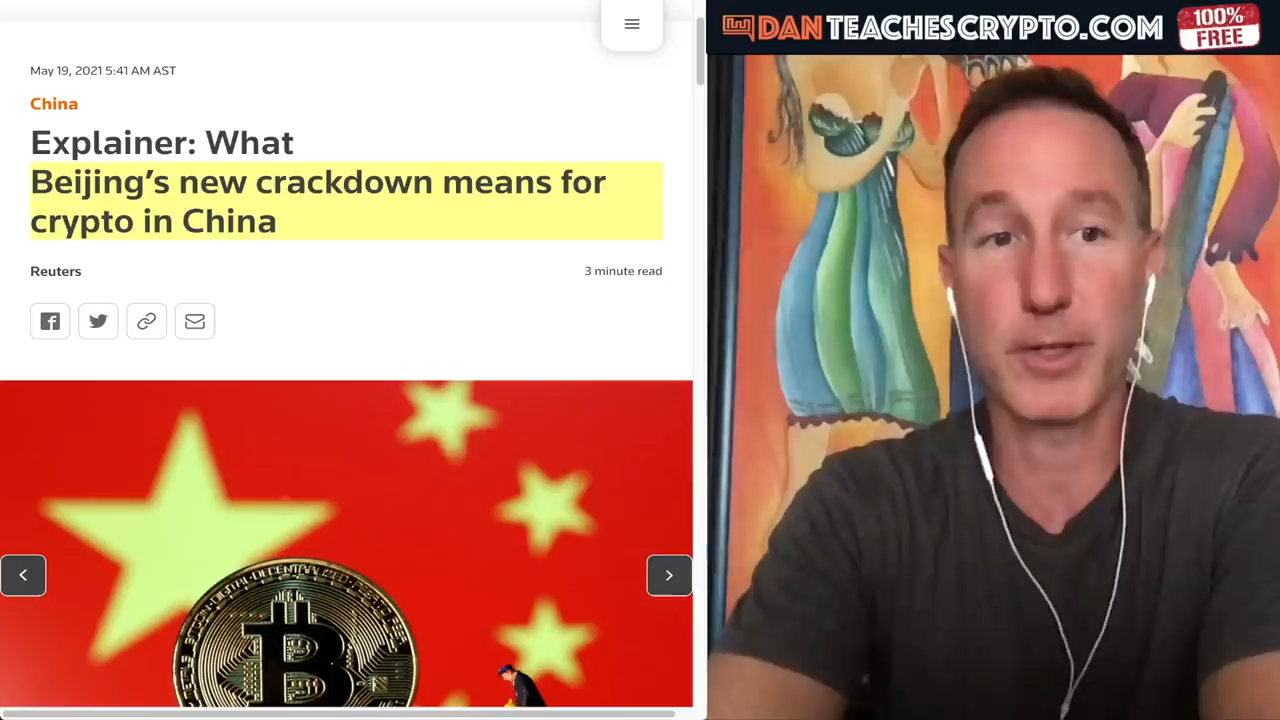 May 19, 2021 5:41 AM AST
China
Explainer: What
Beijing's new crackdown means for
crypto in China
Reuters
3 minute read
DANTEACHESCRYPTO.COM
100%
FREE